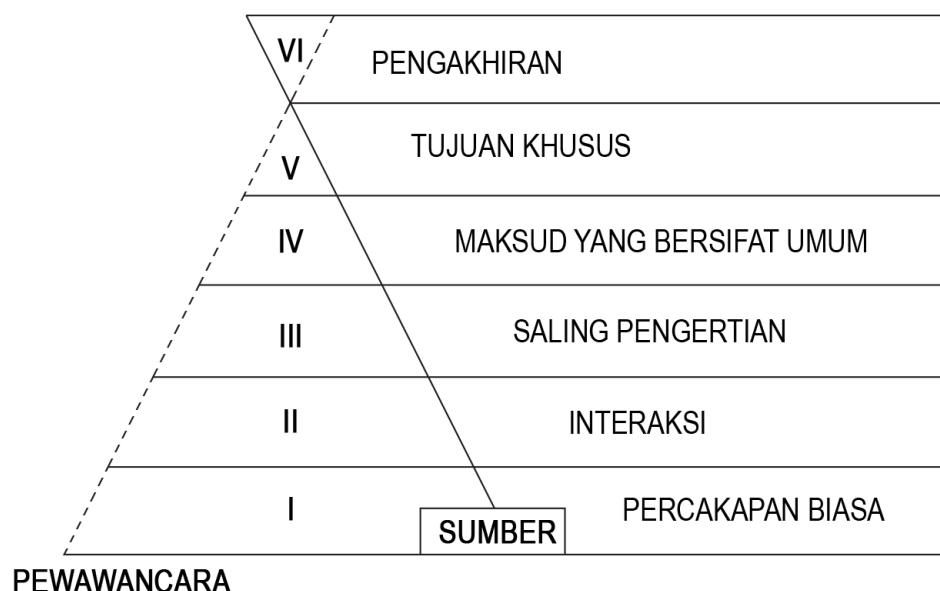 VI PENGAKHIRAN
V TUJUAN KHUSUS
IV MAKSUD YANG BERSIFAT UMUM
III SALING PENGERTIAN
II INTERAKSI
I PERCAKAPAN BIASA
SUMBER
PEWAWANCARA